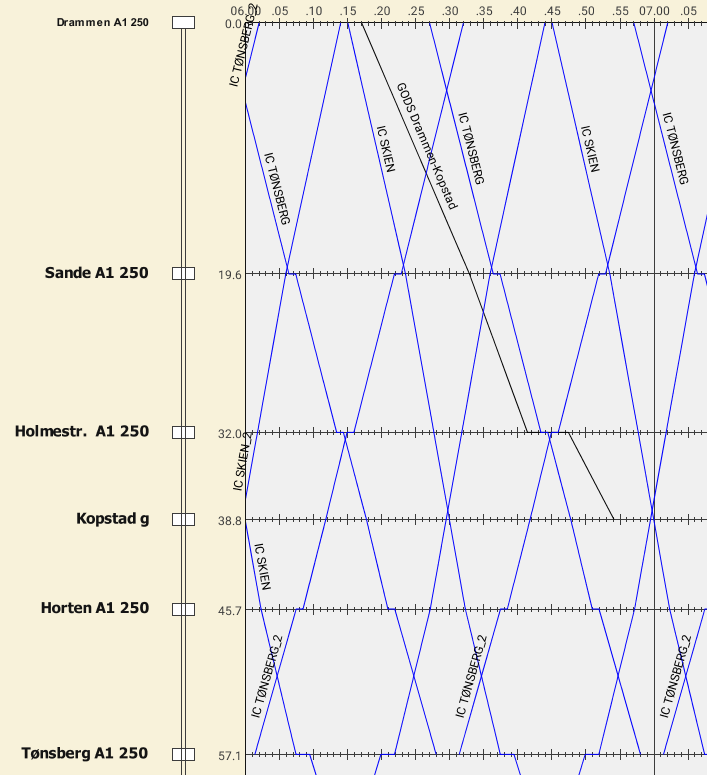 06.00 .05 .10 .15 .20 .25 .30 .35 .40 .45 .50 .55 07.00 .05
Drammen A1 250 0.0
IC TØNSBERG_2
GODS Drammen-Kopstad
IC TØNSBERG
IC SKIEN
IC TØNSBERG
IC SKIEN
IC TØNSBERG
Sande A1 250 19.6
Holmestr. A1 250 32.0
IC SKIEN_2
Kopstad g 38.8
IC SKIEN
Horten A1 250 45.7
IC TØNSBERG_2
IC TØNSBERG_2
IC TØNSBERG_2
Tønsberg A1 250 57.1